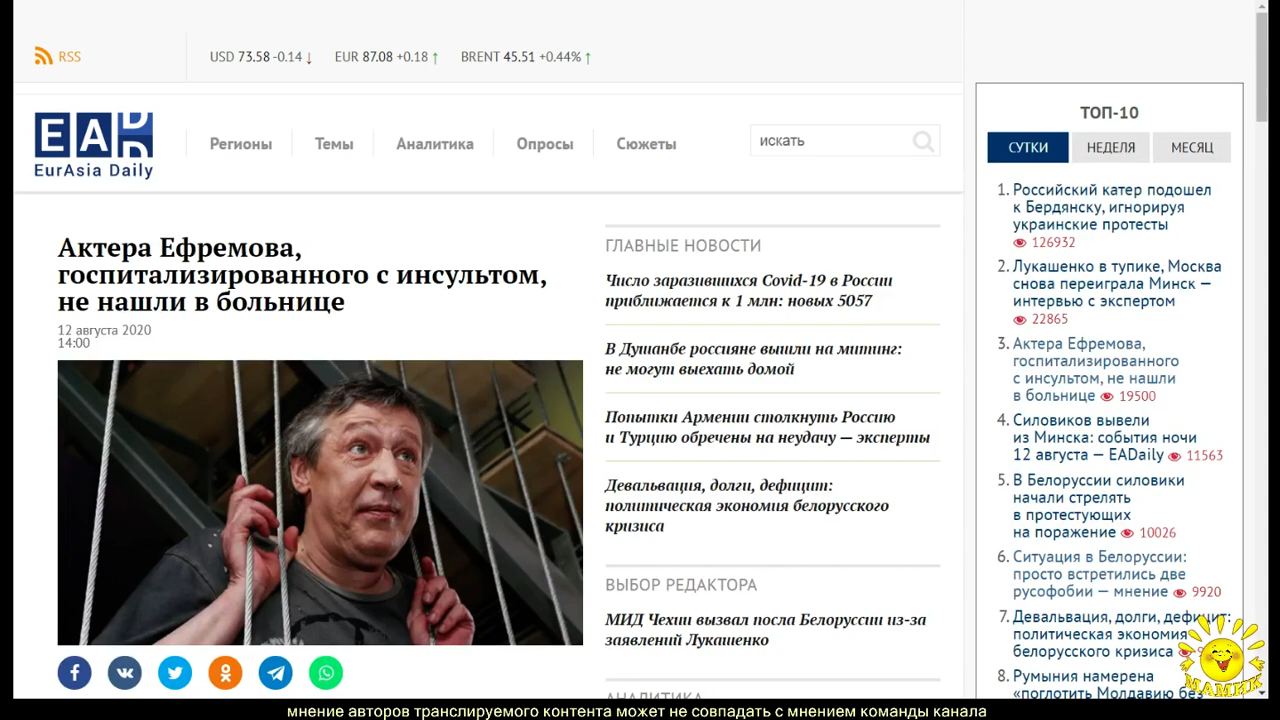 RSS
USD 73.58 -0.14 ↓ EUR 87.08 +0.18 ↑ BRENT 45.51 +0.44% ↑
EAD
EurAsia Daily
Регионы Темы Аналитика Опросы Сюжеты
искать
Актера Ефремова,
госпитализированного с инсультом,
не нашли в больнице
12 августа 2020
14:00
ГЛАВНЫЕ НОВОСТИ
Число заразившихся Covid-19 в России
приближается к 1 млн: новых 5057
В Душанбе россияне вышли на митинг:
не могут выехать домой
Попытки Армении столкнуть Россию
и Турцию обречены на неудачу — эксперты
Девальвация, долги, дефицит:
политическая экономия белорусского
кризиса
ВЫБОР РЕДАКТОРА
МИД Чехии вызвал посла Белоруссии из-за
заявлений Лукашенко
АНАЛИТИКА
ТОП-10
СУТКИ НЕДЕЛЯ МЕСЯЦ
1. Российский катер подошел
к Бердянску, игнорируя
украинские протесты
126932
2. Лукашенко в тупике, Москва
снова переиграла Минск —
интервью с экспертом
22865
3. Актера Ефремова,
госпитализированного
с инсультом, не нашли
в больнице 19500
4. Силовиков вывели
из Минска: события ночи
12 августа — EADaily 11563
5. В Белоруссии силовики
начали стрелять
в протестующих
на поражение 10026
6. Ситуация в Белоруссии:
просто встретились две
русофобии — мнение 9920
7. Девальвация, долги, дефицит:
политическая экономия
белорусского кризиса
8. Румыния намерена
«поглотить Молдавию без
МАМИК
мнение авторов транслируемого контента может не совпадать с мнением команды канала